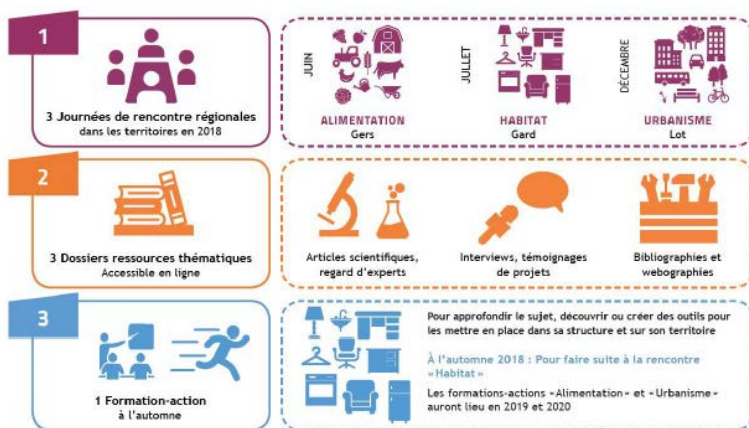 1
3 Journées de rencontre régionales
dans les territoires en 2018
JUIN
ALIMENTATION
Gers
JUILLET
HABITAT
Gard
DÉCEMBRE
URBANISME
Lot
2
3 Dossiers ressources thématiques
Accessible en ligne
Articles scientifiques,
regard d'experts
Interviews, témoignages
de projets
Bibliographies et
webographies
3
1 Formation-action
à l'automne
Pour approfondir le sujet, découvrir ou créer des outils pour
les mettre en place dans sa structure et sur son territoire
À l'automne 2018 : Pour faire suite à la rencontre
« Habitat »
Les formations-actions « Alimentation » et « Urbanisme »
auront lieu en 2019 et 2020